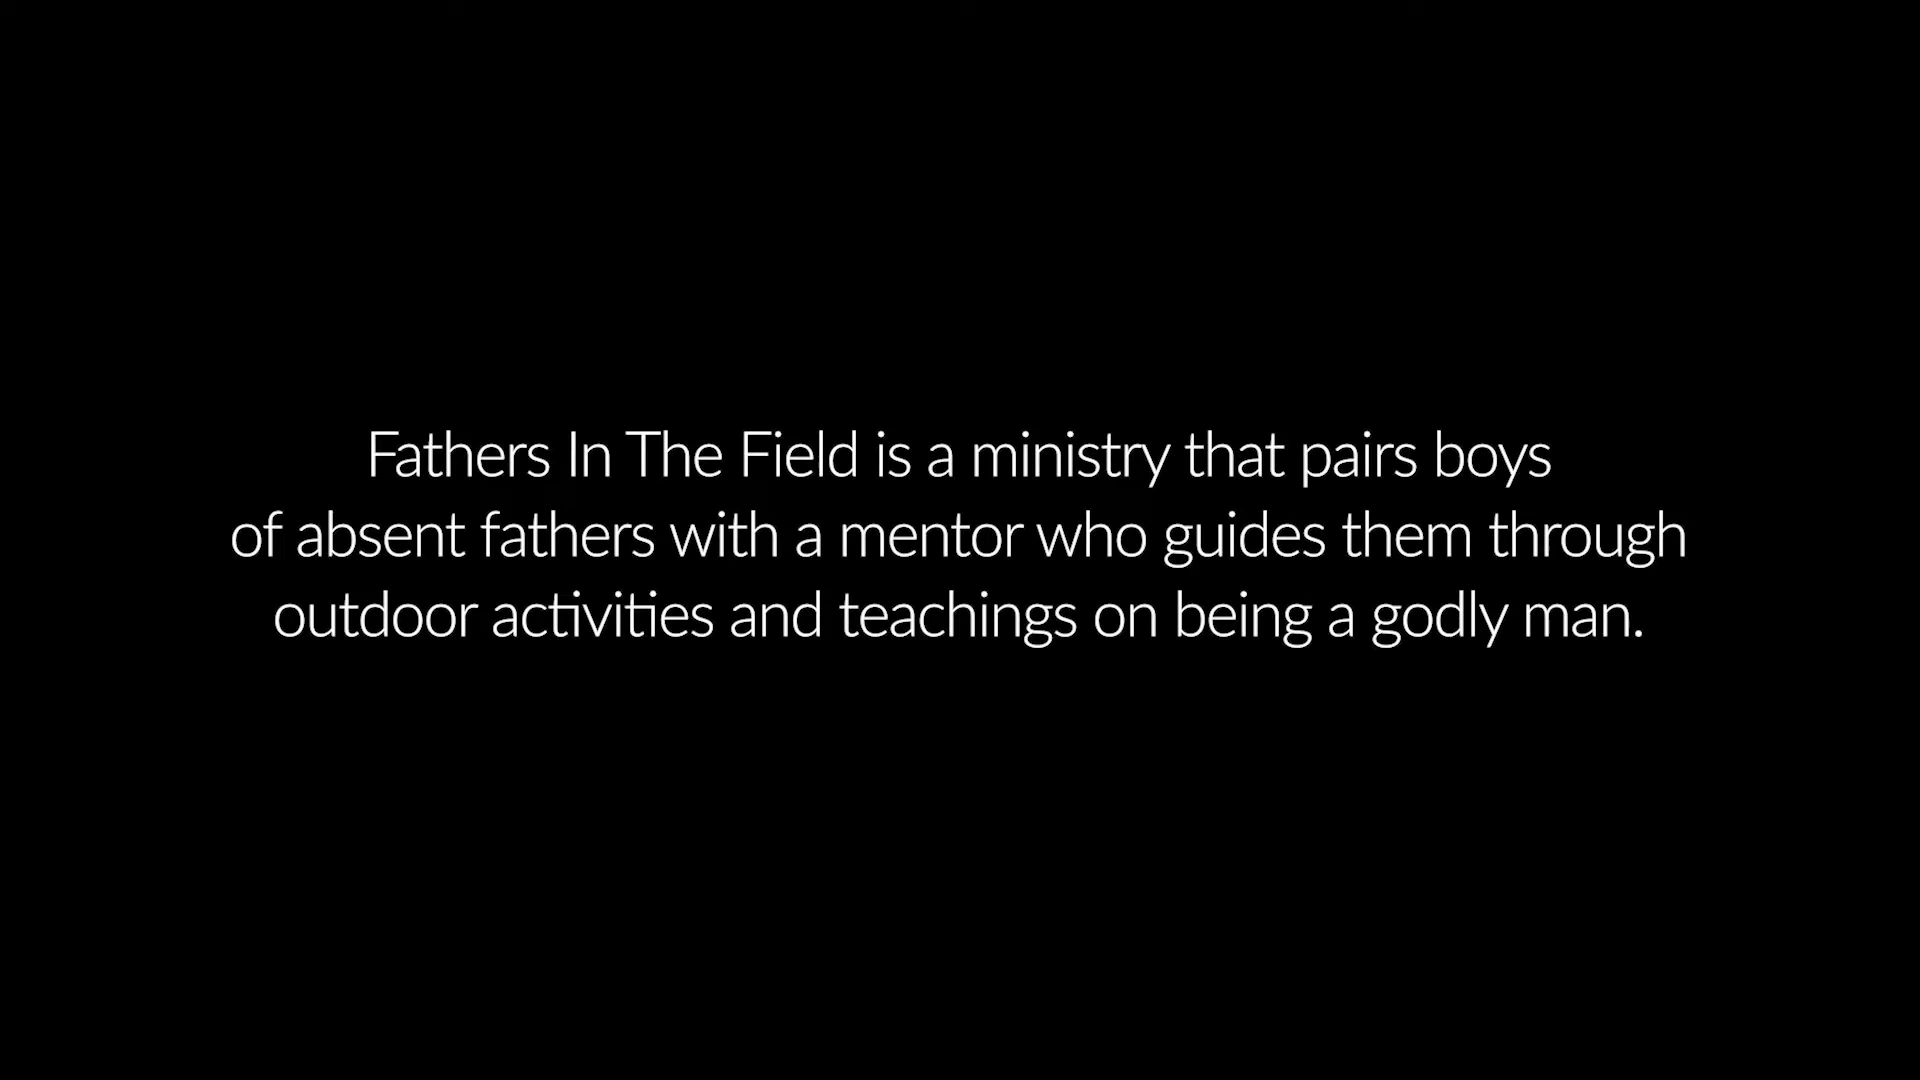 Fathers In The Field is a ministry that pairs boys
of absent fathers with a mentor who guides them through
outdoor activities and teachings on being a godly man.